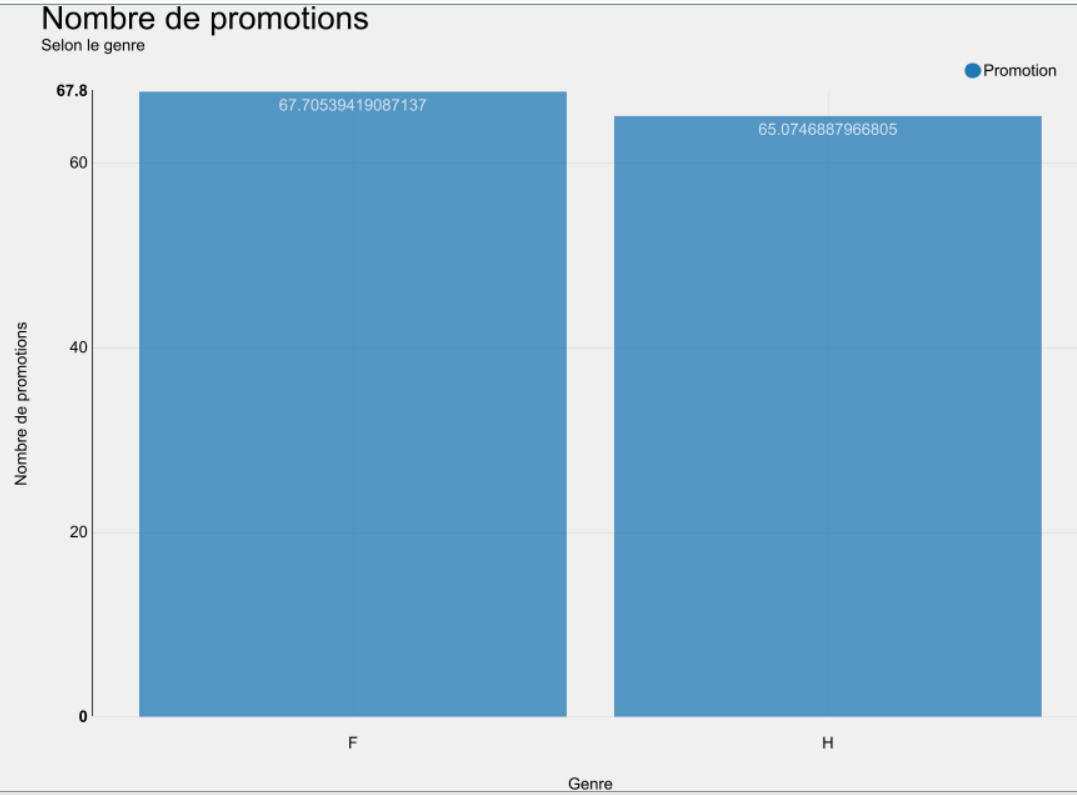 Nombre de promotions
Selon le genre
Promotion
67.8
67.70539419087137
65.0746887966805
60
40
20
0
Nombre de promotions
F
H
Genre